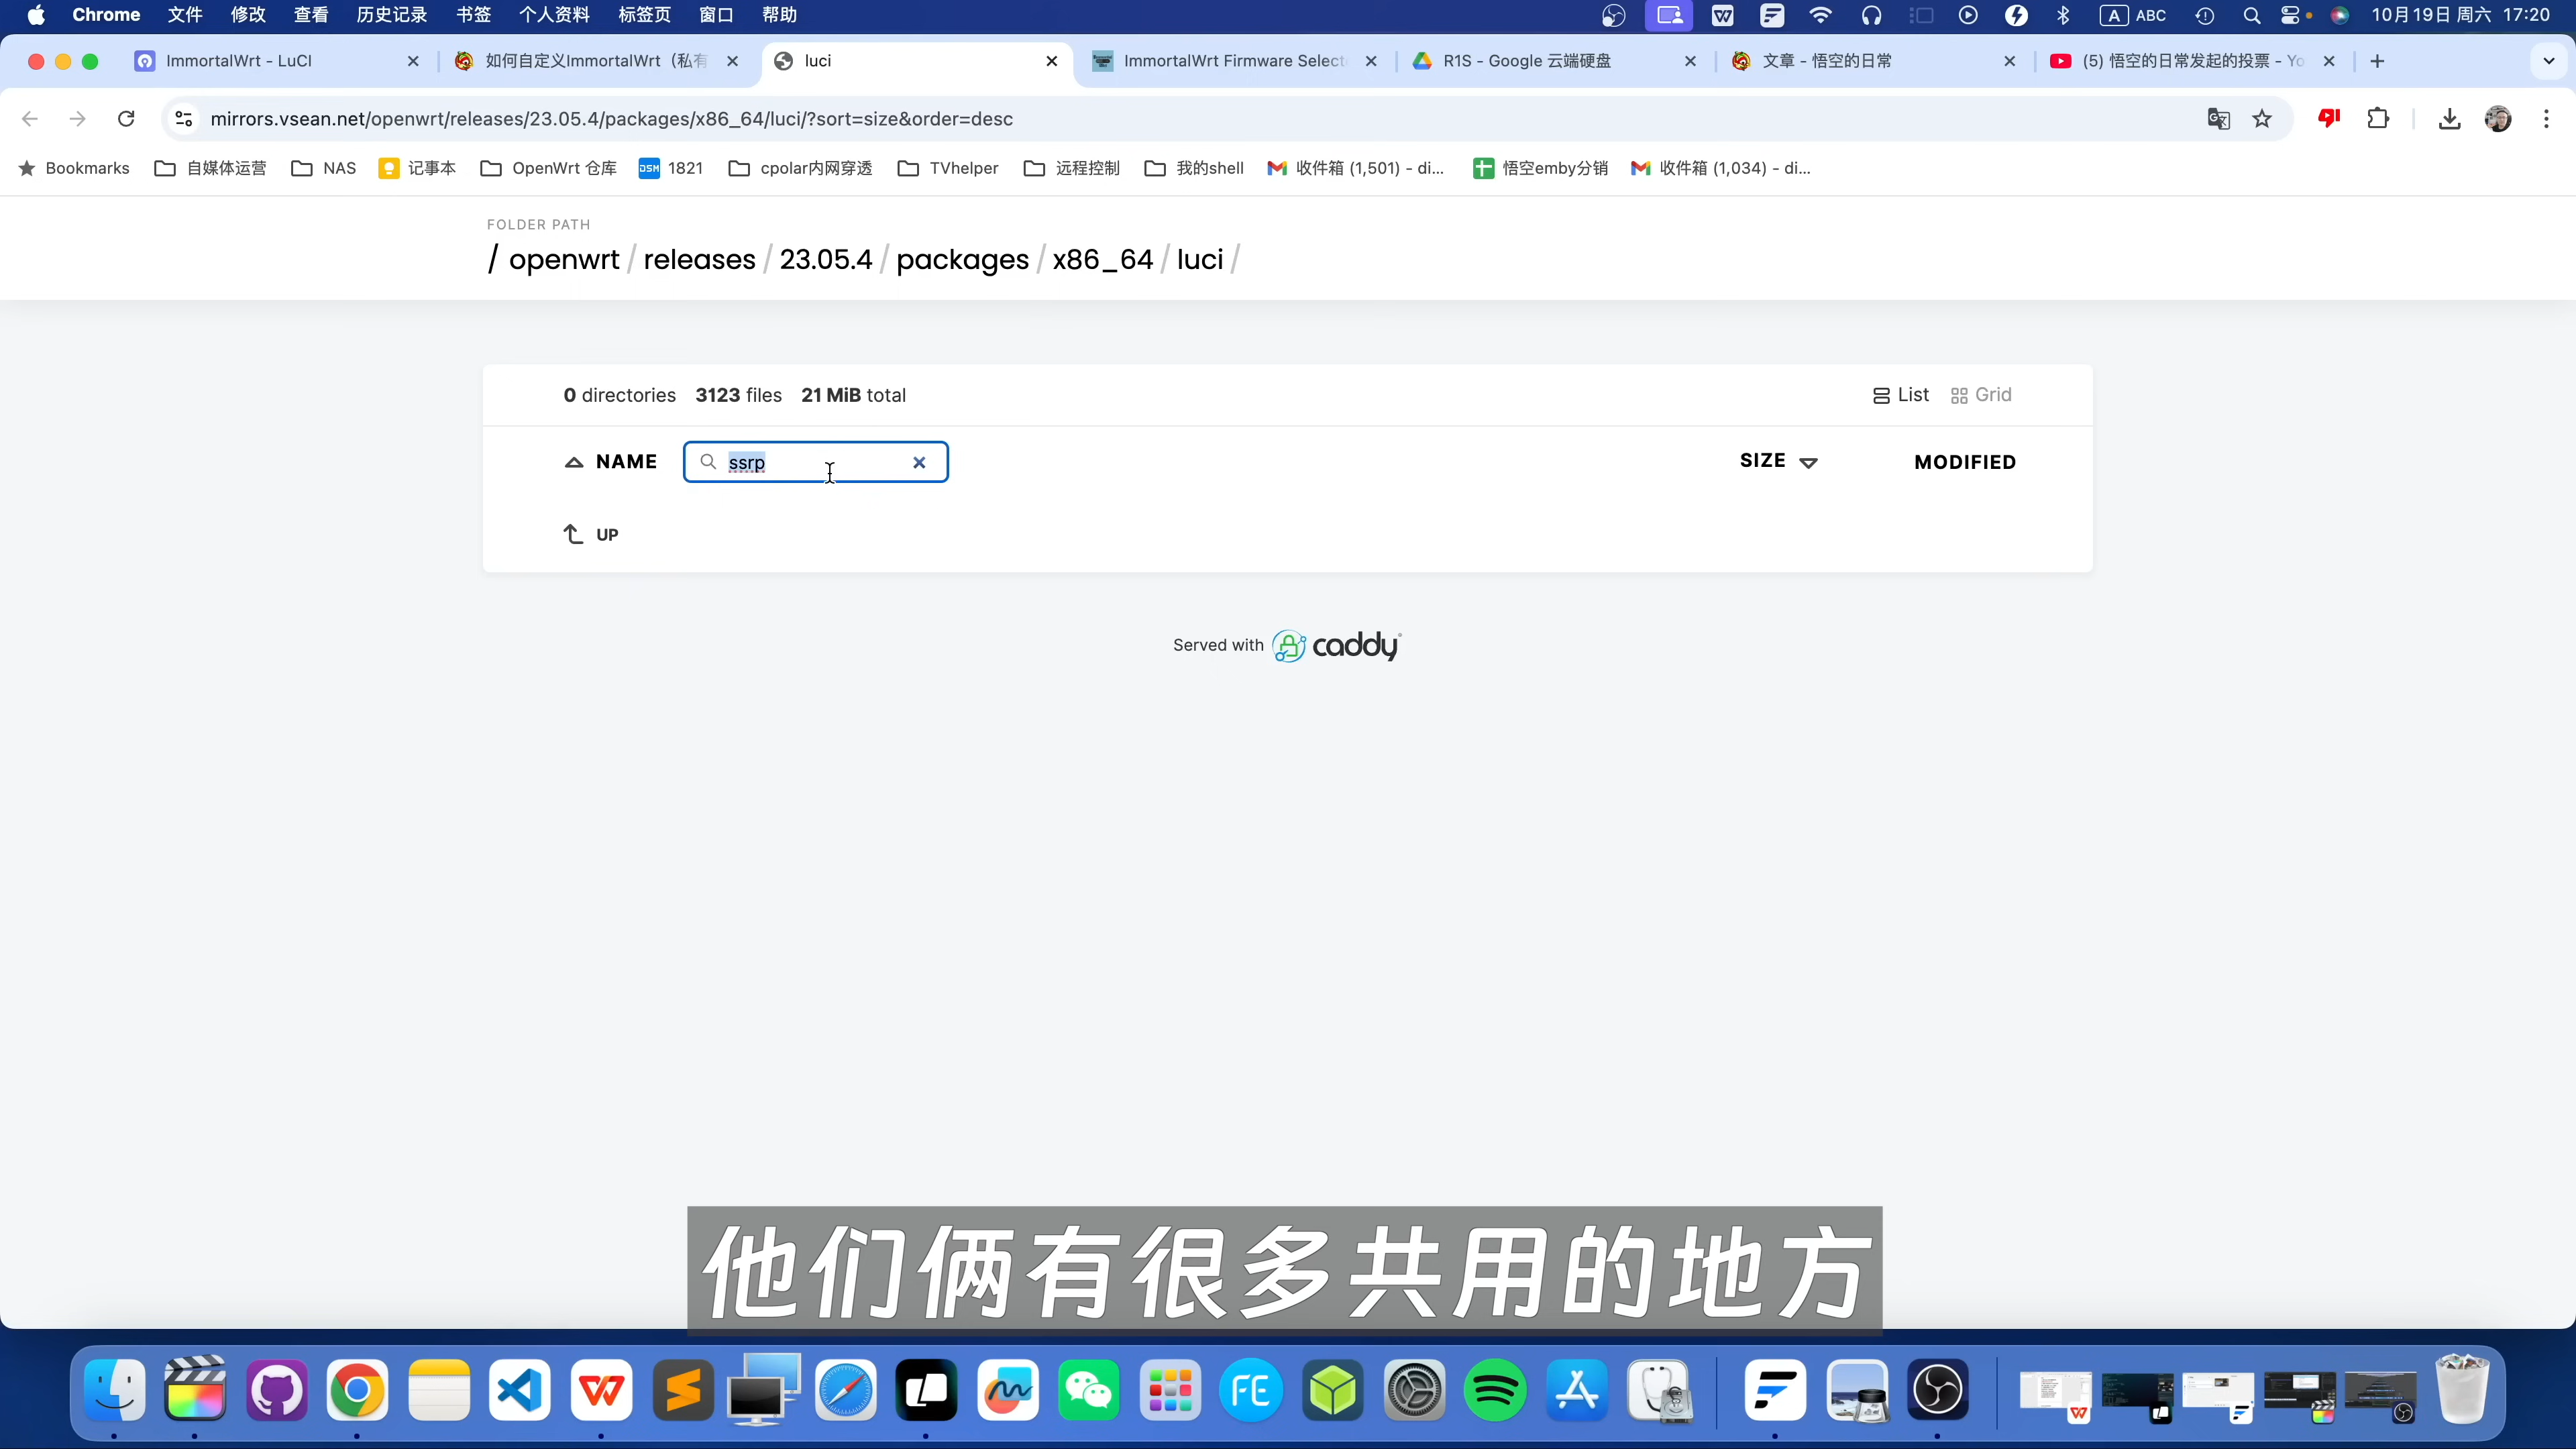 Chrome 文件 修改 查看 历史记录 书签 个人资料 标签页 窗口 帮助 A ABC 10月19日 周六 17:20
ImmortalWrt - LuCI 如何自定义ImmortalWrt（私有 luci ImmortalWrt Firmware Select R1S - Google 云端硬盘 文章 - 悟空的日常 (5) 悟空的日常发起的投票 - Yo
mirrors.vsean.net/openwrt/releases/23.05.4/packages/x86_64/luci/?sort=size&order=desc
Bookmarks 自媒体运营 NAS 记事本 OpenWrt 仓库 DSM 1821 cpolar内网穿透 TVhelper 远程控制 我的shell 收件箱 (1,501) - di... 悟空emby分销 收件箱 (1,034) - di...
FOLDER PATH
/ openwrt / releases / 23.05.4 / packages / x86_64 / luci /
0 directories 3123 files 21 MiB total List Grid
NAME ssrp SIZE MODIFIED
UP
Served with caddy
他们俩有很多共用的地方
FE